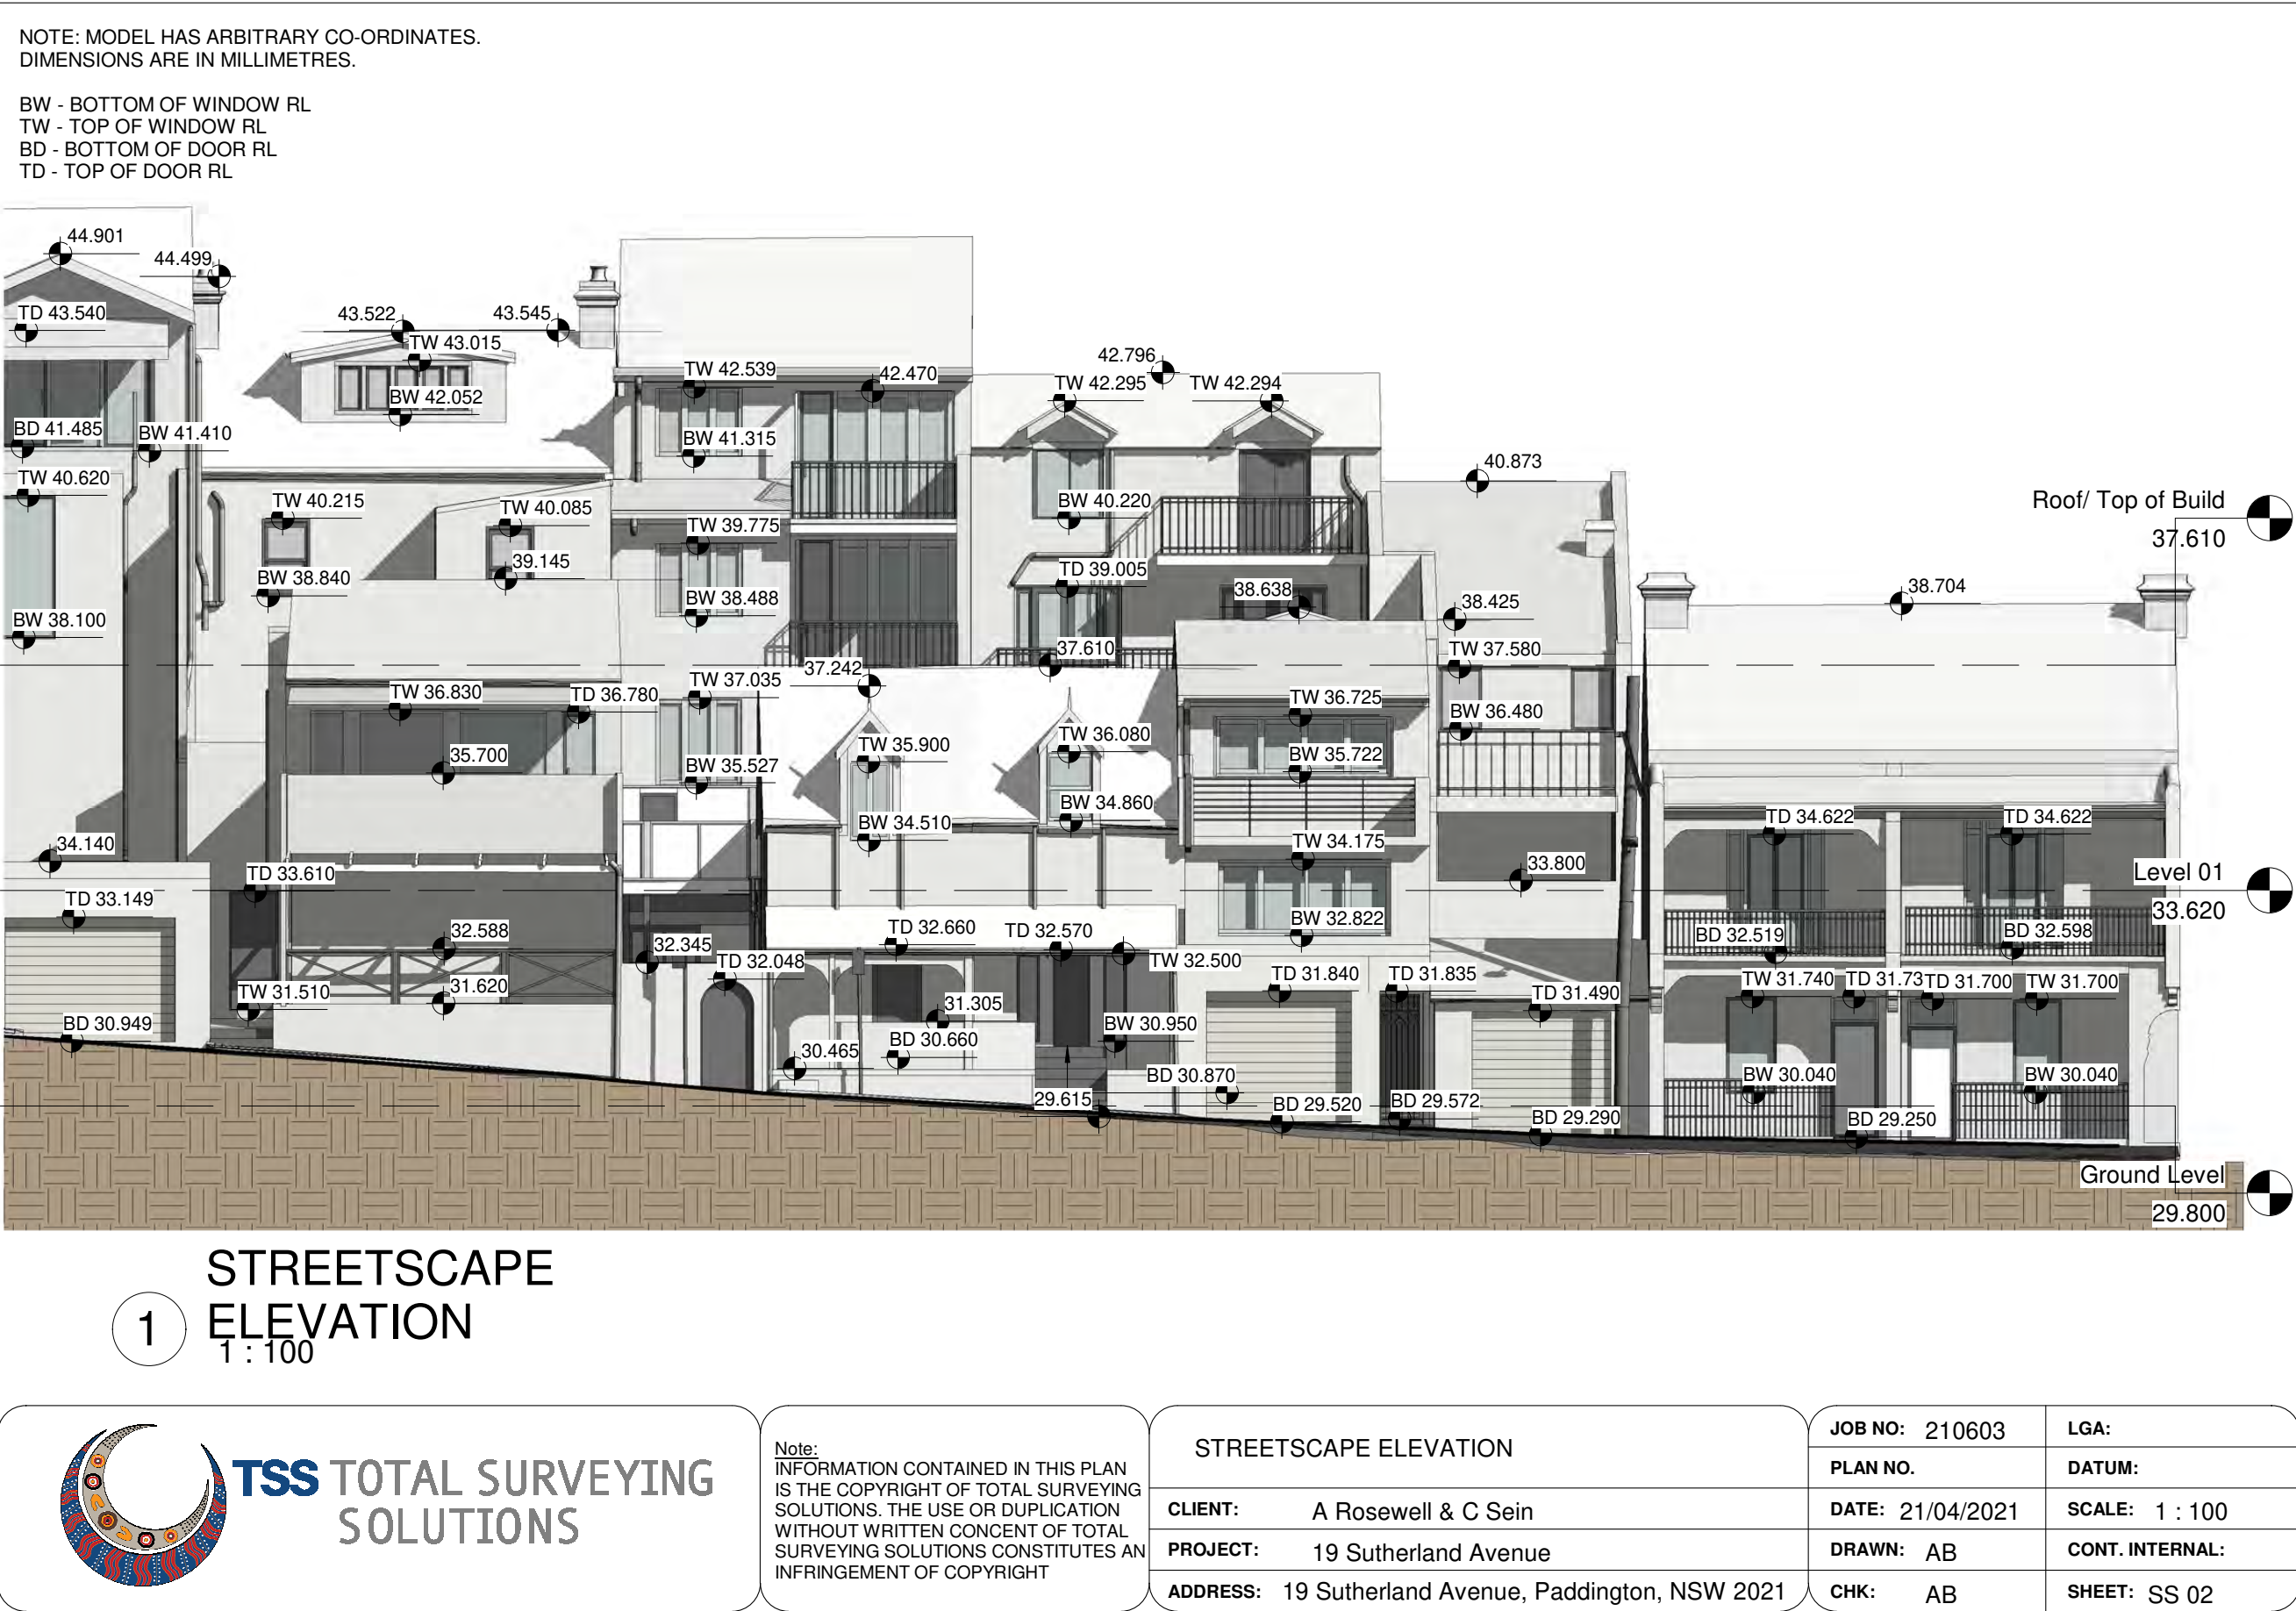 NOTE: MODEL HAS ARBITRARY CO-ORDINATES.
DIMENSIONS ARE IN MILLIMETRES.
BW - BOTTOM OF WINDOW RL
TW - TOP OF WINDOW RL
BD - BOTTOM OF DOOR RL
TD - TOP OF DOOR RL
44.901
44.499
TD 43.540
43.522
43.545
TW 43.015
42.796
TW 42.539
42.470
TW 42.295
TW 42.294
BW 42.052
BD 41.485
BW 41.410
BW 41.315
40.873
TW 40.620
TW 40.215
TW 40.085
BW 40.220
Roof/ Top of Build
37.610
TW 39.775
39.145
TD 39.005
BW 38.840
BW 38.488
38.638
38.425
38.704
BW 38.100
37.610
TW 37.580
37.242
TW 37.035
TW 36.830
TD 36.780
TW 36.725
BW 36.480
35.700
BW 35.527
TW 35.900
TW 36.080
BW 35.722
BW 34.860
BW 34.510
TD 34.622
TD 34.622
34.140
TW 34.175
33.800
TD 33.610
Level 01
33.620
TD 33.149
32.588
32.345
TD 32.660
TD 32.570
BW 32.822
BD 32.519
BD 32.598
TD 32.048
TW 32.500
TD 31.840
TD 31.835
TW 31.740
TD 31.73
TD 31.700
TW 31.700
TW 31.510
31.620
TD 31.490
31.305
BD 30.949
BW 30.950
BD 30.660
30.465
BD 30.870
BW 30.040
BW 30.040
29.615
BD 29.520
BD 29.572
BD 29.290
BD 29.250
Ground Level
29.800
1
STREETSCAPE
ELEVATION
1 : 100
TSS TOTAL SURVEYING
SOLUTIONS
Note:
INFORMATION CONTAINED IN THIS PLAN
IS THE COPYRIGHT OF TOTAL SURVEYING
SOLUTIONS. THE USE OR DUPLICATION
WITHOUT WRITTEN CONCENT OF TOTAL
SURVEYING SOLUTIONS CONSTITUTES AN
INFRINGEMENT OF COPYRIGHT
STREETSCAPE ELEVATION
CLIENT: A Rosewell & C Sein
PROJECT: 19 Sutherland Avenue
ADDRESS: 19 Sutherland Avenue, Paddington, NSW 2021
JOB NO: 210603
LGA:
PLAN NO.
DATUM:
DATE: 21/04/2021
SCALE: 1 : 100
DRAWN: AB
CONT. INTERNAL:
CHK: AB
SHEET: SS 02